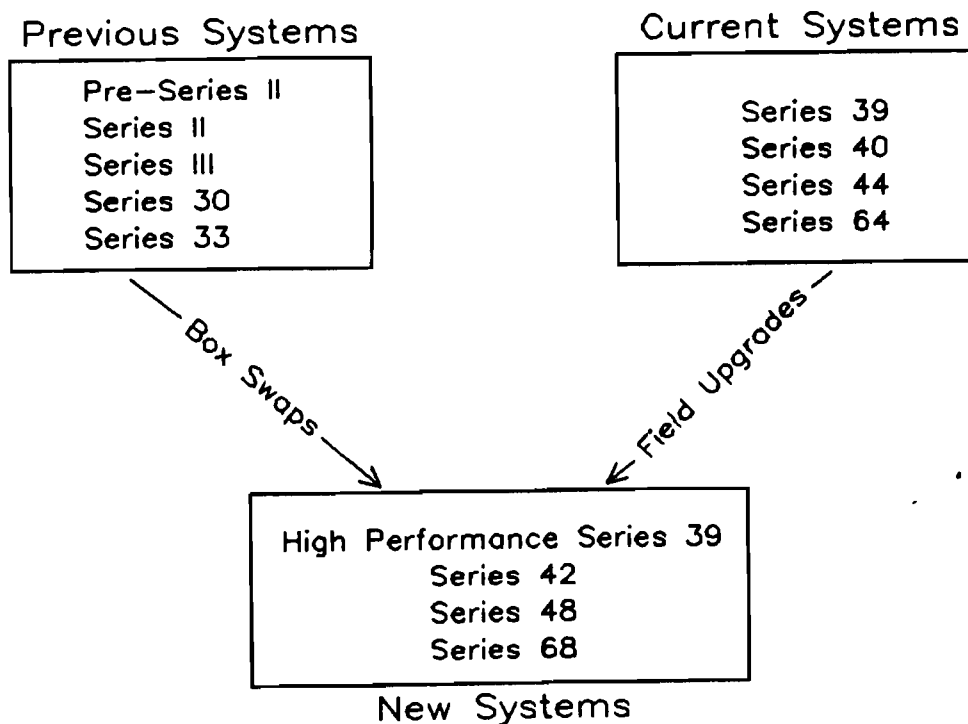 Previous Systems
Pre-Series II
Series II
Series III
Series 30
Series 33
Current Systems
Series 39
Series 40
Series 44
Series 64
Box Swaps
Field Upgrades
High Performance Series 39
Series 42
Series 48
Series 68
New Systems